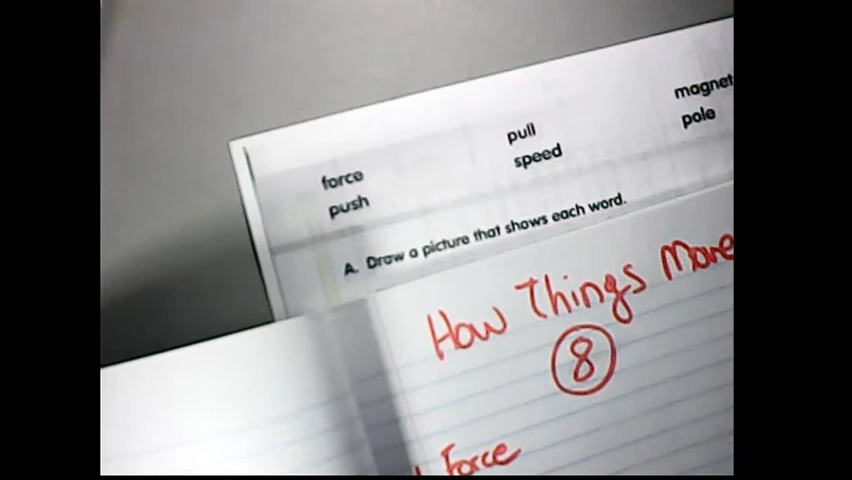 force pull magnet
push speed pole
A. Draw a picture that shows each word.
How Things Move
8
Force